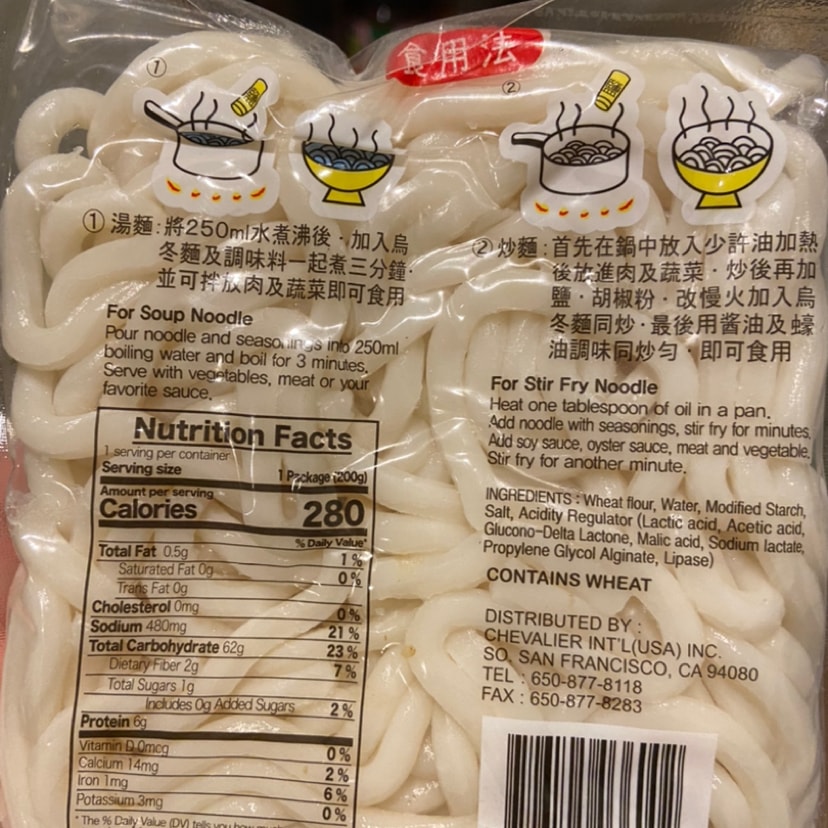 食用法
①
②
① 湯麵:將250ml水煮沸後·加入烏
冬麵及調味料一起煮三分鐘·
並可拌放肉及蔬菜即可食用
For Soup Noodle
Pour noodle and seasonings into 250ml
boiling water and boil for 3 minutes.
Serve with vegetables, meat or your
favorite sauce.
② 炒麵:首先在鍋中放入少許油加熱
後放進肉及蔬菜·炒後再加
鹽·胡椒粉·改慢火加入烏
冬麵同炒·最後用酱油及蠔
油調味同炒匀·即可食用
For Stir Fry Noodle
Heat one tablespoon of oil in a pan.
Add noodle with seasonings, stir fry for minutes.
Add soy sauce, oyster sauce, meat and vegetable.
Stir fry for another minute.
Nutrition Facts
1 serving per container
Serving size 1 Package (200g)
Amount per serving
Calories 280
% Daily Value*
Total Fat 0.5g 1%
Saturated Fat 0g 0%
Trans Fat 0g
Cholesterol 0mg 0%
Sodium 480mg 21%
Total Carbohydrate 62g 23%
Dietary Fiber 2g 7%
Total Sugars 1g
Includes 0g Added Sugars 2%
Protein 6g
Vitamin D 0mcg 0%
Calcium 14mg 2%
Iron 1mg 6%
Potassium 3mg 0%
* The % Daily Value (DV) tells you how
INGREDIENTS : Wheat flour, Water, Modified Starch,
Salt, Acidity Regulator (Lactic acid, Acetic acid,
Glucono-Delta Lactone, Malic acid, Sodium lactate,
Propylene Glycol Alginate, Lipase)
CONTAINS WHEAT
DISTRIBUTED BY :
CHEVALIER INT'L(USA) INC.
SO. SAN FRANCISCO, CA 94080
TEL : 650-877-8118
FAX : 650-877-8283